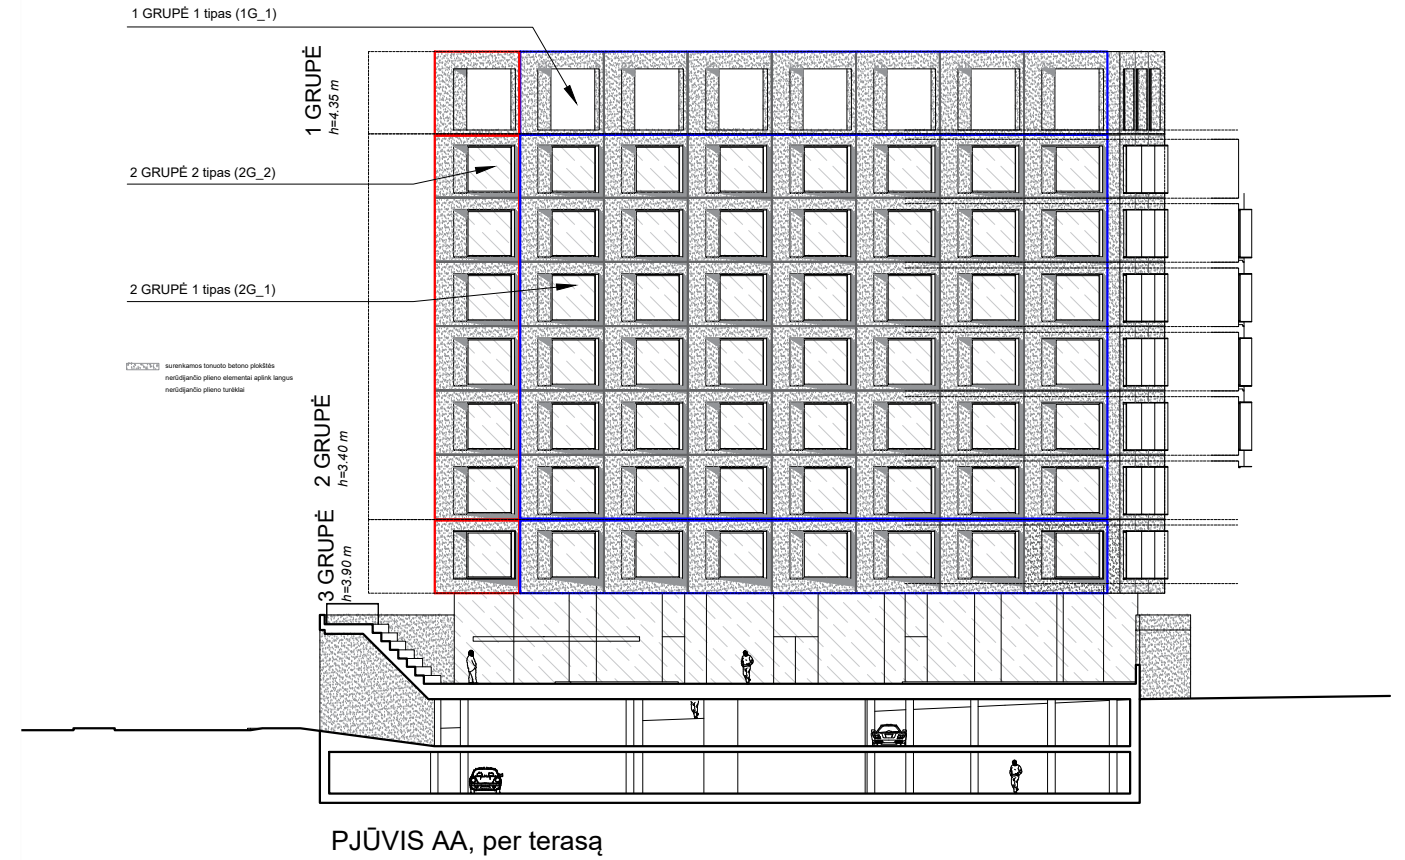 1 GRUPĖ 1 tipas (1G_1)
1 GRUPĖ
h=4.35 m
2 GRUPĖ 2 tipas (2G_2)
2 GRUPĖ 1 tipas (2G_1)
surenkamos tonuoto betono plokštės
nerūdijančio plieno elementai aplink langus
nerūdijančio plieno turėklai
2 GRUPĖ
h=3.40 m
3 GRUPĖ
h=3.90 m
PJŪVIS AA, per terasą